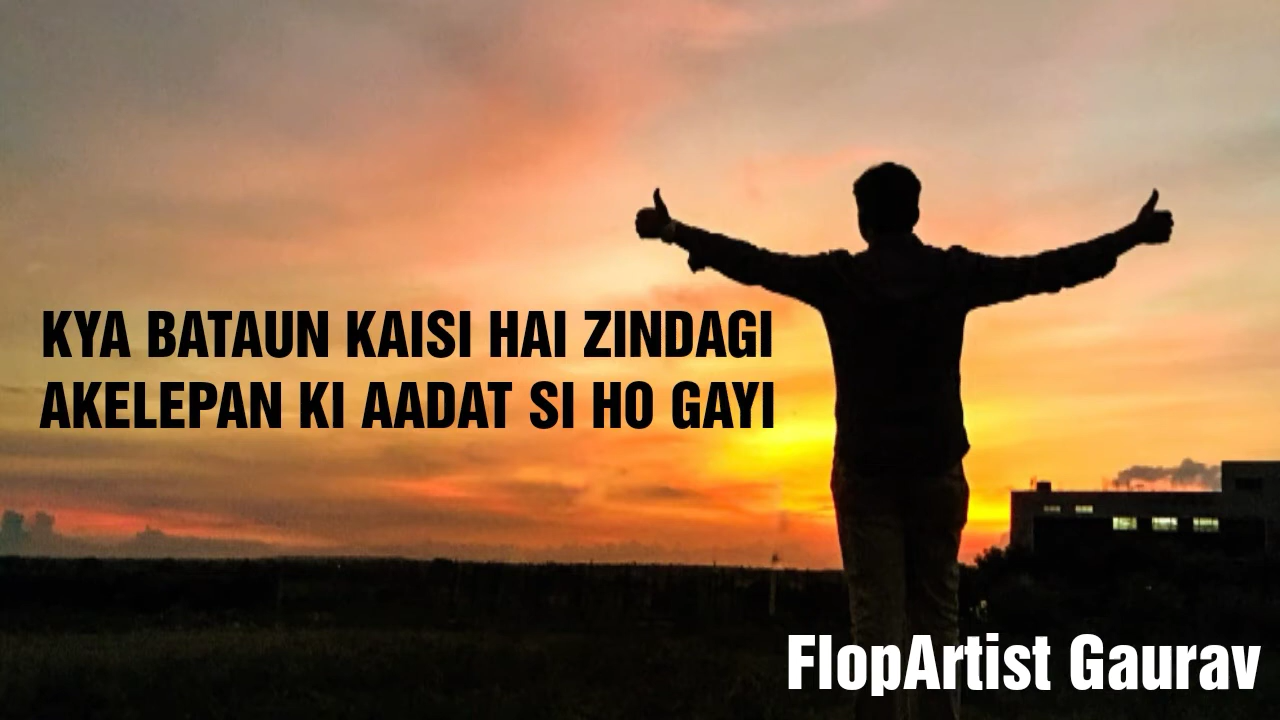 KYA BATAUN KAISI HAI ZINDAGI
AKELEPAN KI AADAT SI HO GAYI
FlopArtist Gaurav